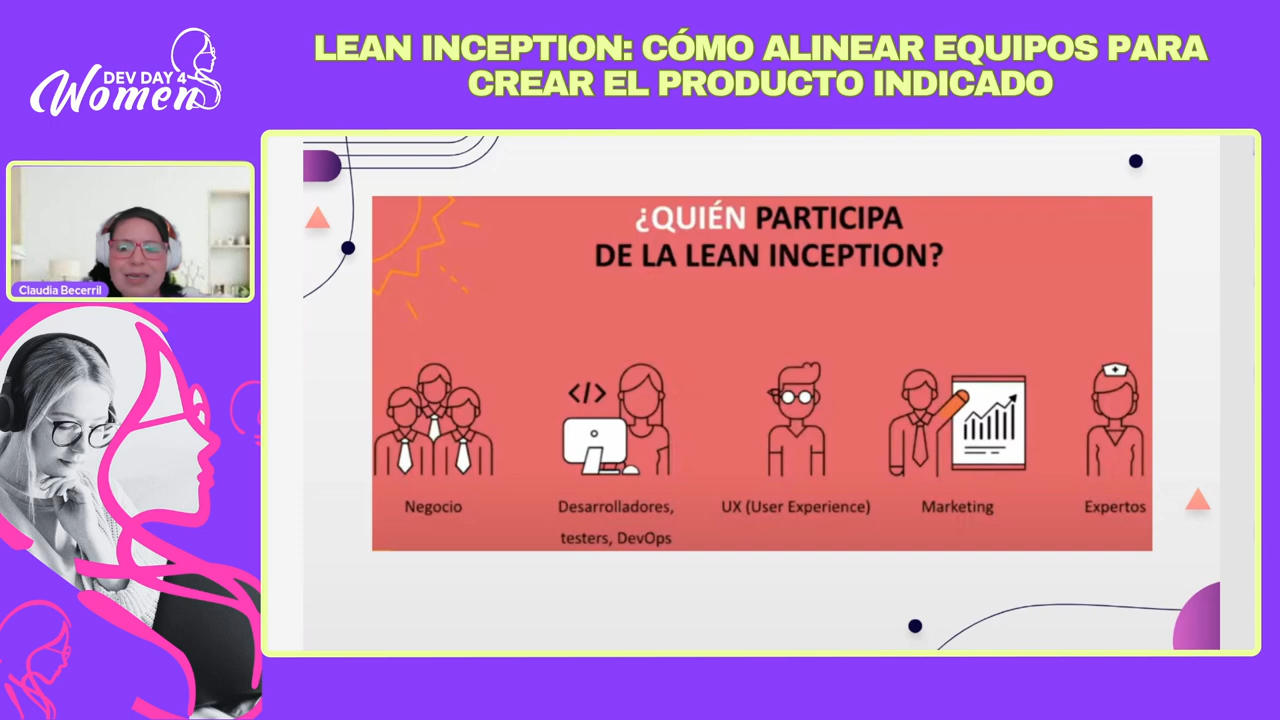 DEV DAY 4
Women
LEAN INCEPTION: CÓMO ALINEAR EQUIPOS PARA
CREAR EL PRODUCTO INDICADO
Claudia Becerril
¿QUIÉN PARTICIPA
DE LA LEAN INCEPTION?
</>
Negocio
Desarrolladores,
testers, DevOps
UX (User Experience)
Marketing
Expertos